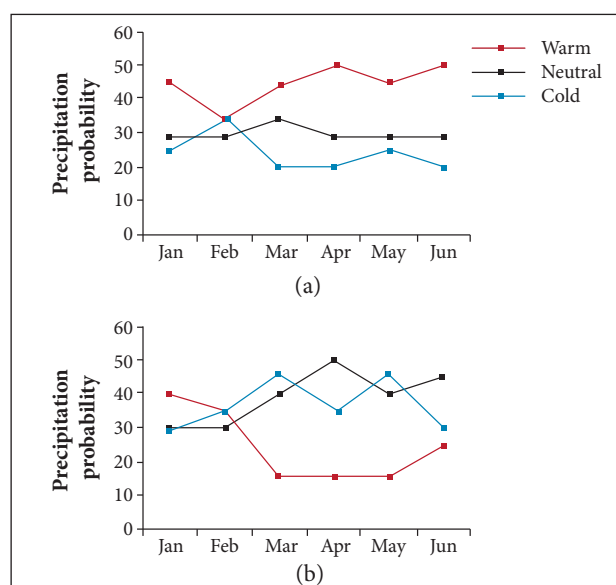 60
50
40
30
20
10
0
Precipitation
probability
Jan Feb Mar Apr May Jun
(a)
Warm
Neutral
Cold
60
50
40
30
20
10
0
Precipitation
probability
Jan Feb Mar Apr May Jun
(b)